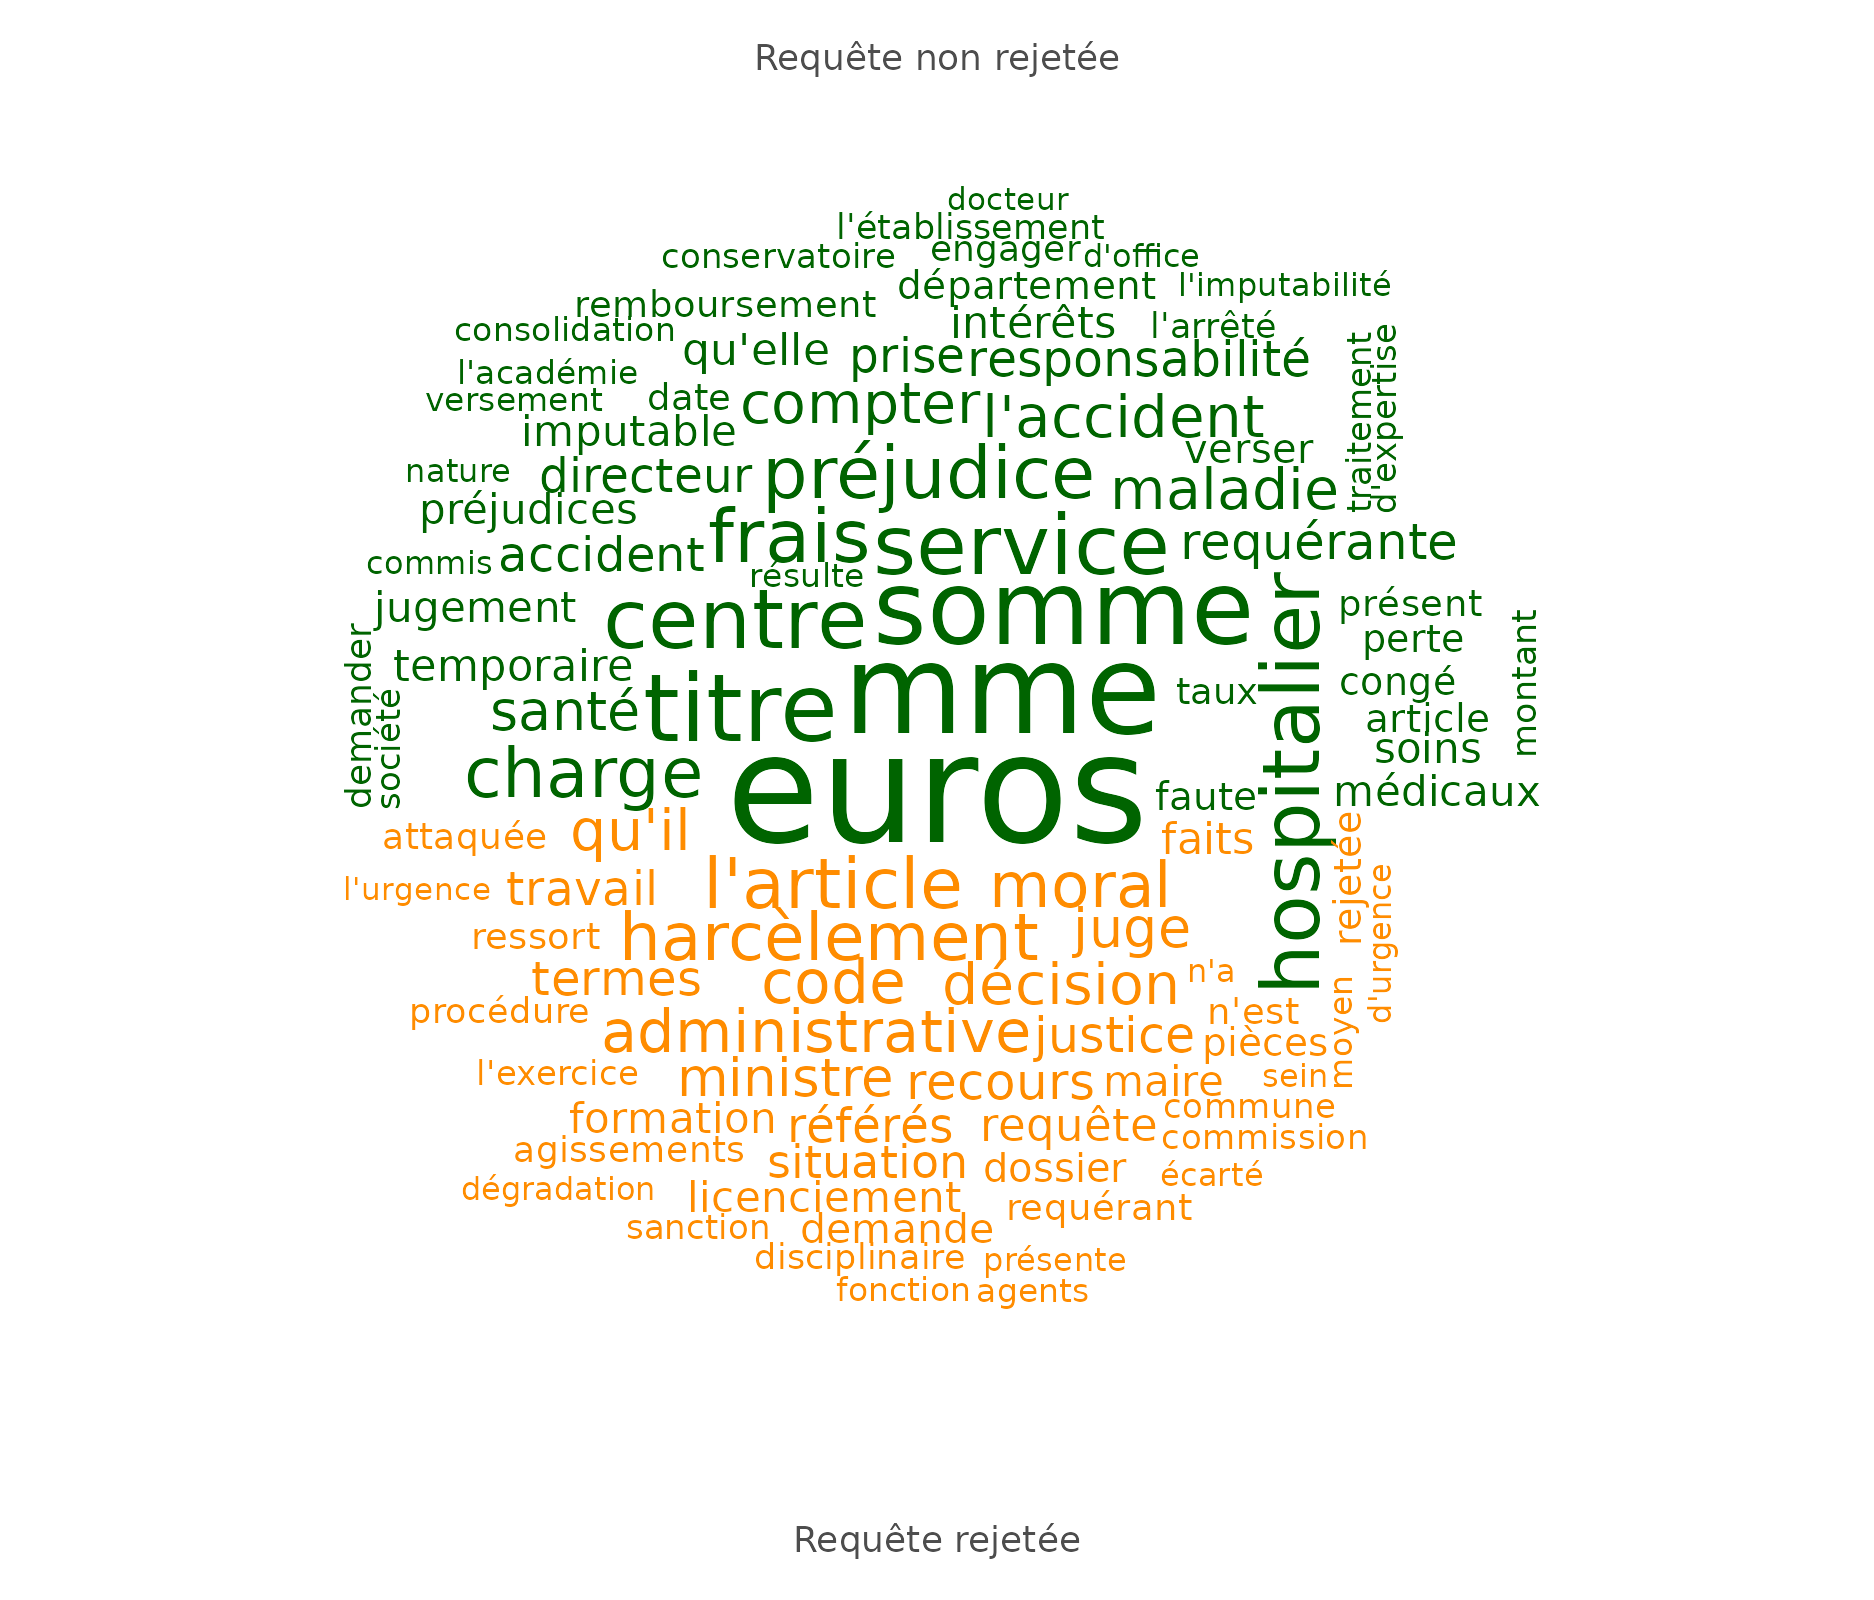 Requête non rejetée
docteur
l'établissement
conservatoire engager d'office
département l'imputabilité
remboursement
consolidation intérêts l'arrêté
qu'elle prise responsabilité
l'académie
versement date compter l'accident
traitement
d'expertise
imputable verser
nature directeur préjudice maladie
préjudices
frais service requérante
commis accident
résulte
jugement centre somme présent
hospitalier
perte
montant
demander
société
temporaire mme taux congé
santé titre article
soins
charge euros faute médicaux
attaquée qu'il faits
rejetée
l'urgence travail l'article moral
d'urgence
ressort harcèlement juge
termes code décision n'a
moyen
procédure administrative justice n'est
pièces
l'exercice ministre recours maire sein
formation référés requête commune
agissements commission
situation dossier écarté
dégradation licenciement requérant
sanction demande
disciplinaire présente
fonction agents
Requête rejetée